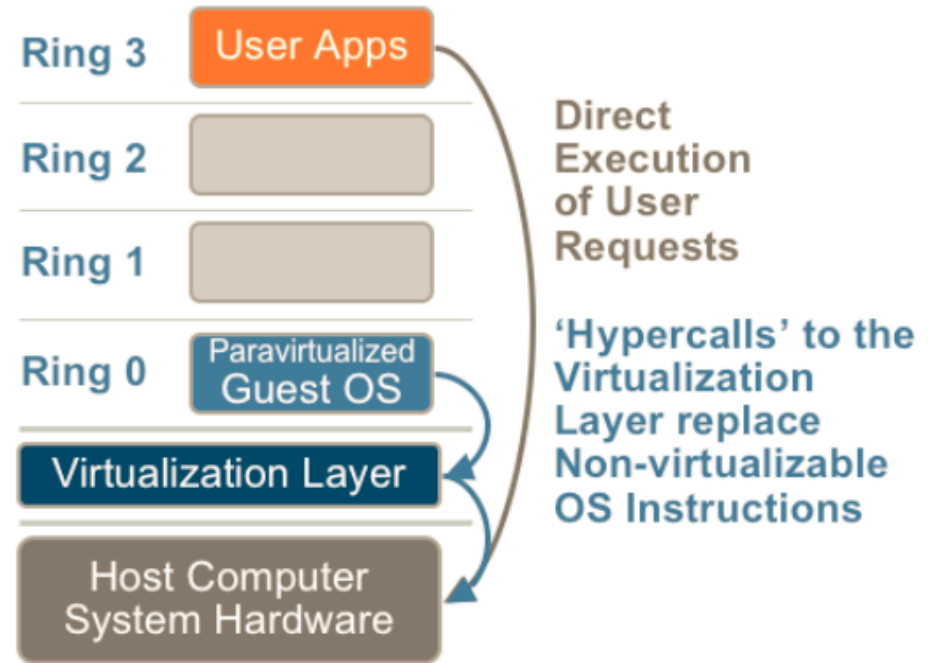 Ring 3
User Apps
Ring 2
Ring 1
Ring 0
Paravirtualized
Guest OS
Virtualization Layer
Host Computer
System Hardware
Direct
Execution
of User
Requests
‘Hypercalls’ to the
Virtualization
Layer replace
Non-virtualizable
OS Instructions